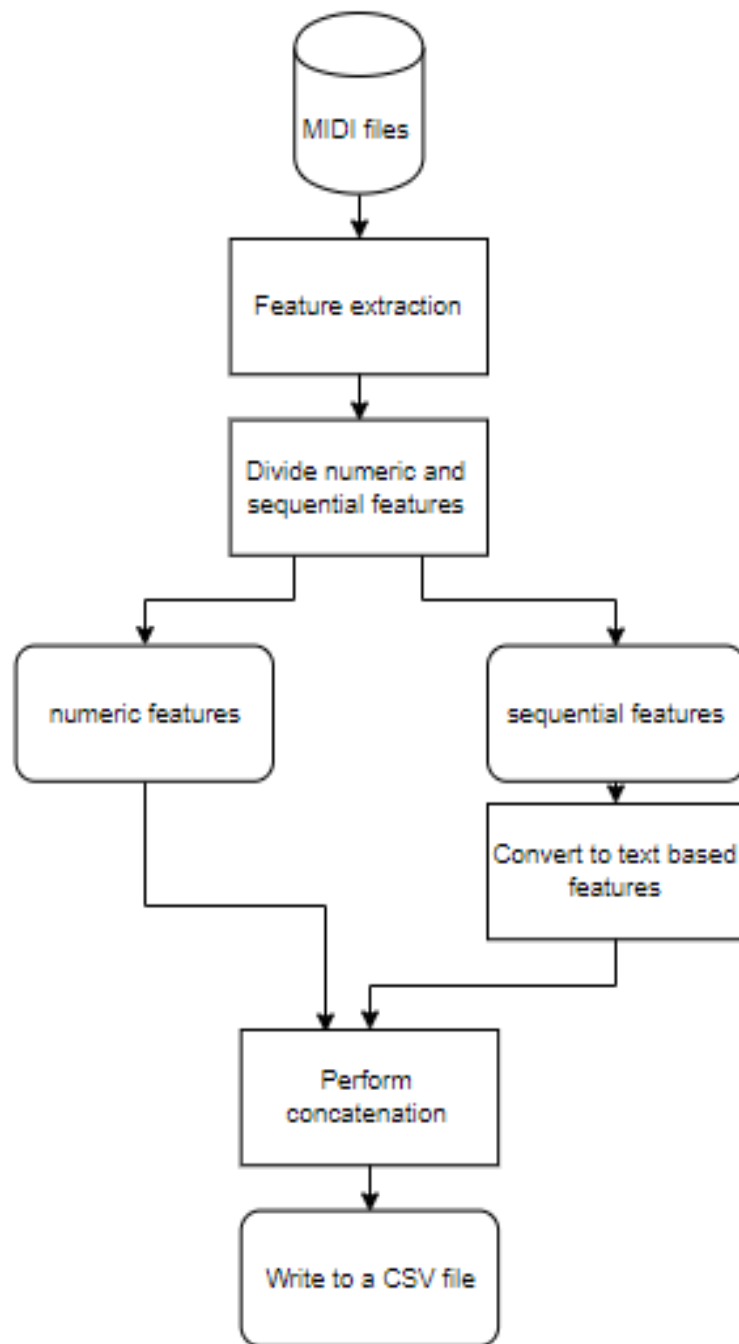 MIDI files
Feature extraction
Divide numeric and
sequential features
numeric features
sequential features
Convert to text based
features
Perform
concatenation
Write to a CSV file